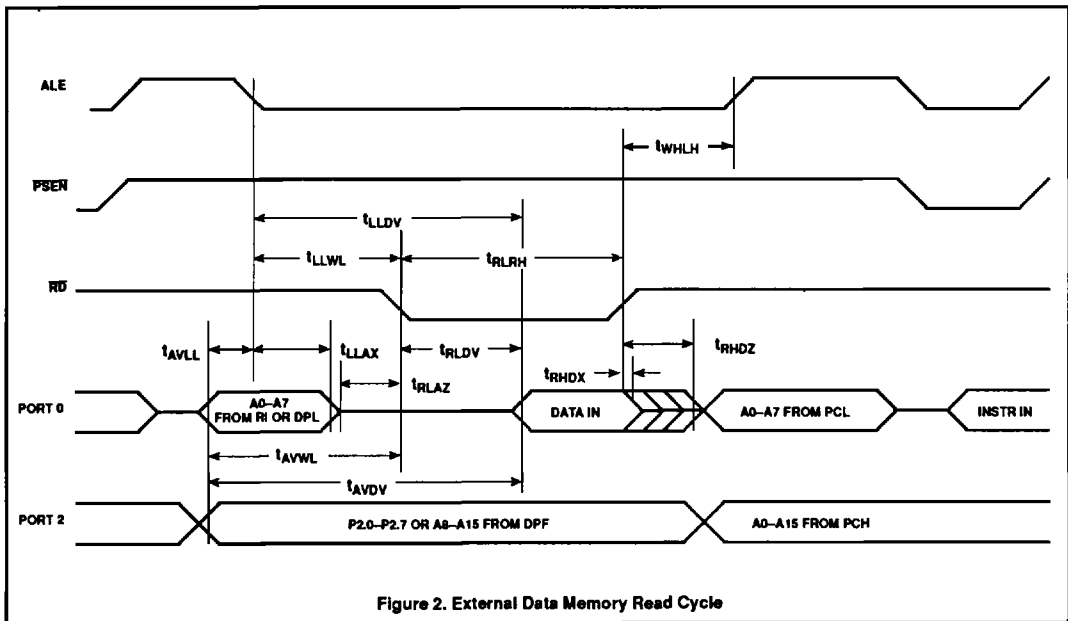 ALE
tWHLH
PSEN
tLLDV
tLLWL
tRLRH
RD
tAVLL
tLLAX
tRLDV
tRHDZ
tRLAZ
tRHDX
PORT 0
A0–A7
FROM RI OR DPL
DATA IN
A0–A7 FROM PCL
INSTR IN
tAVWL
tAVDV
PORT 2
P2.0–P2.7 OR A8–A15 FROM DPF
A0–A15 FROM PCH
Figure 2. External Data Memory Read Cycle